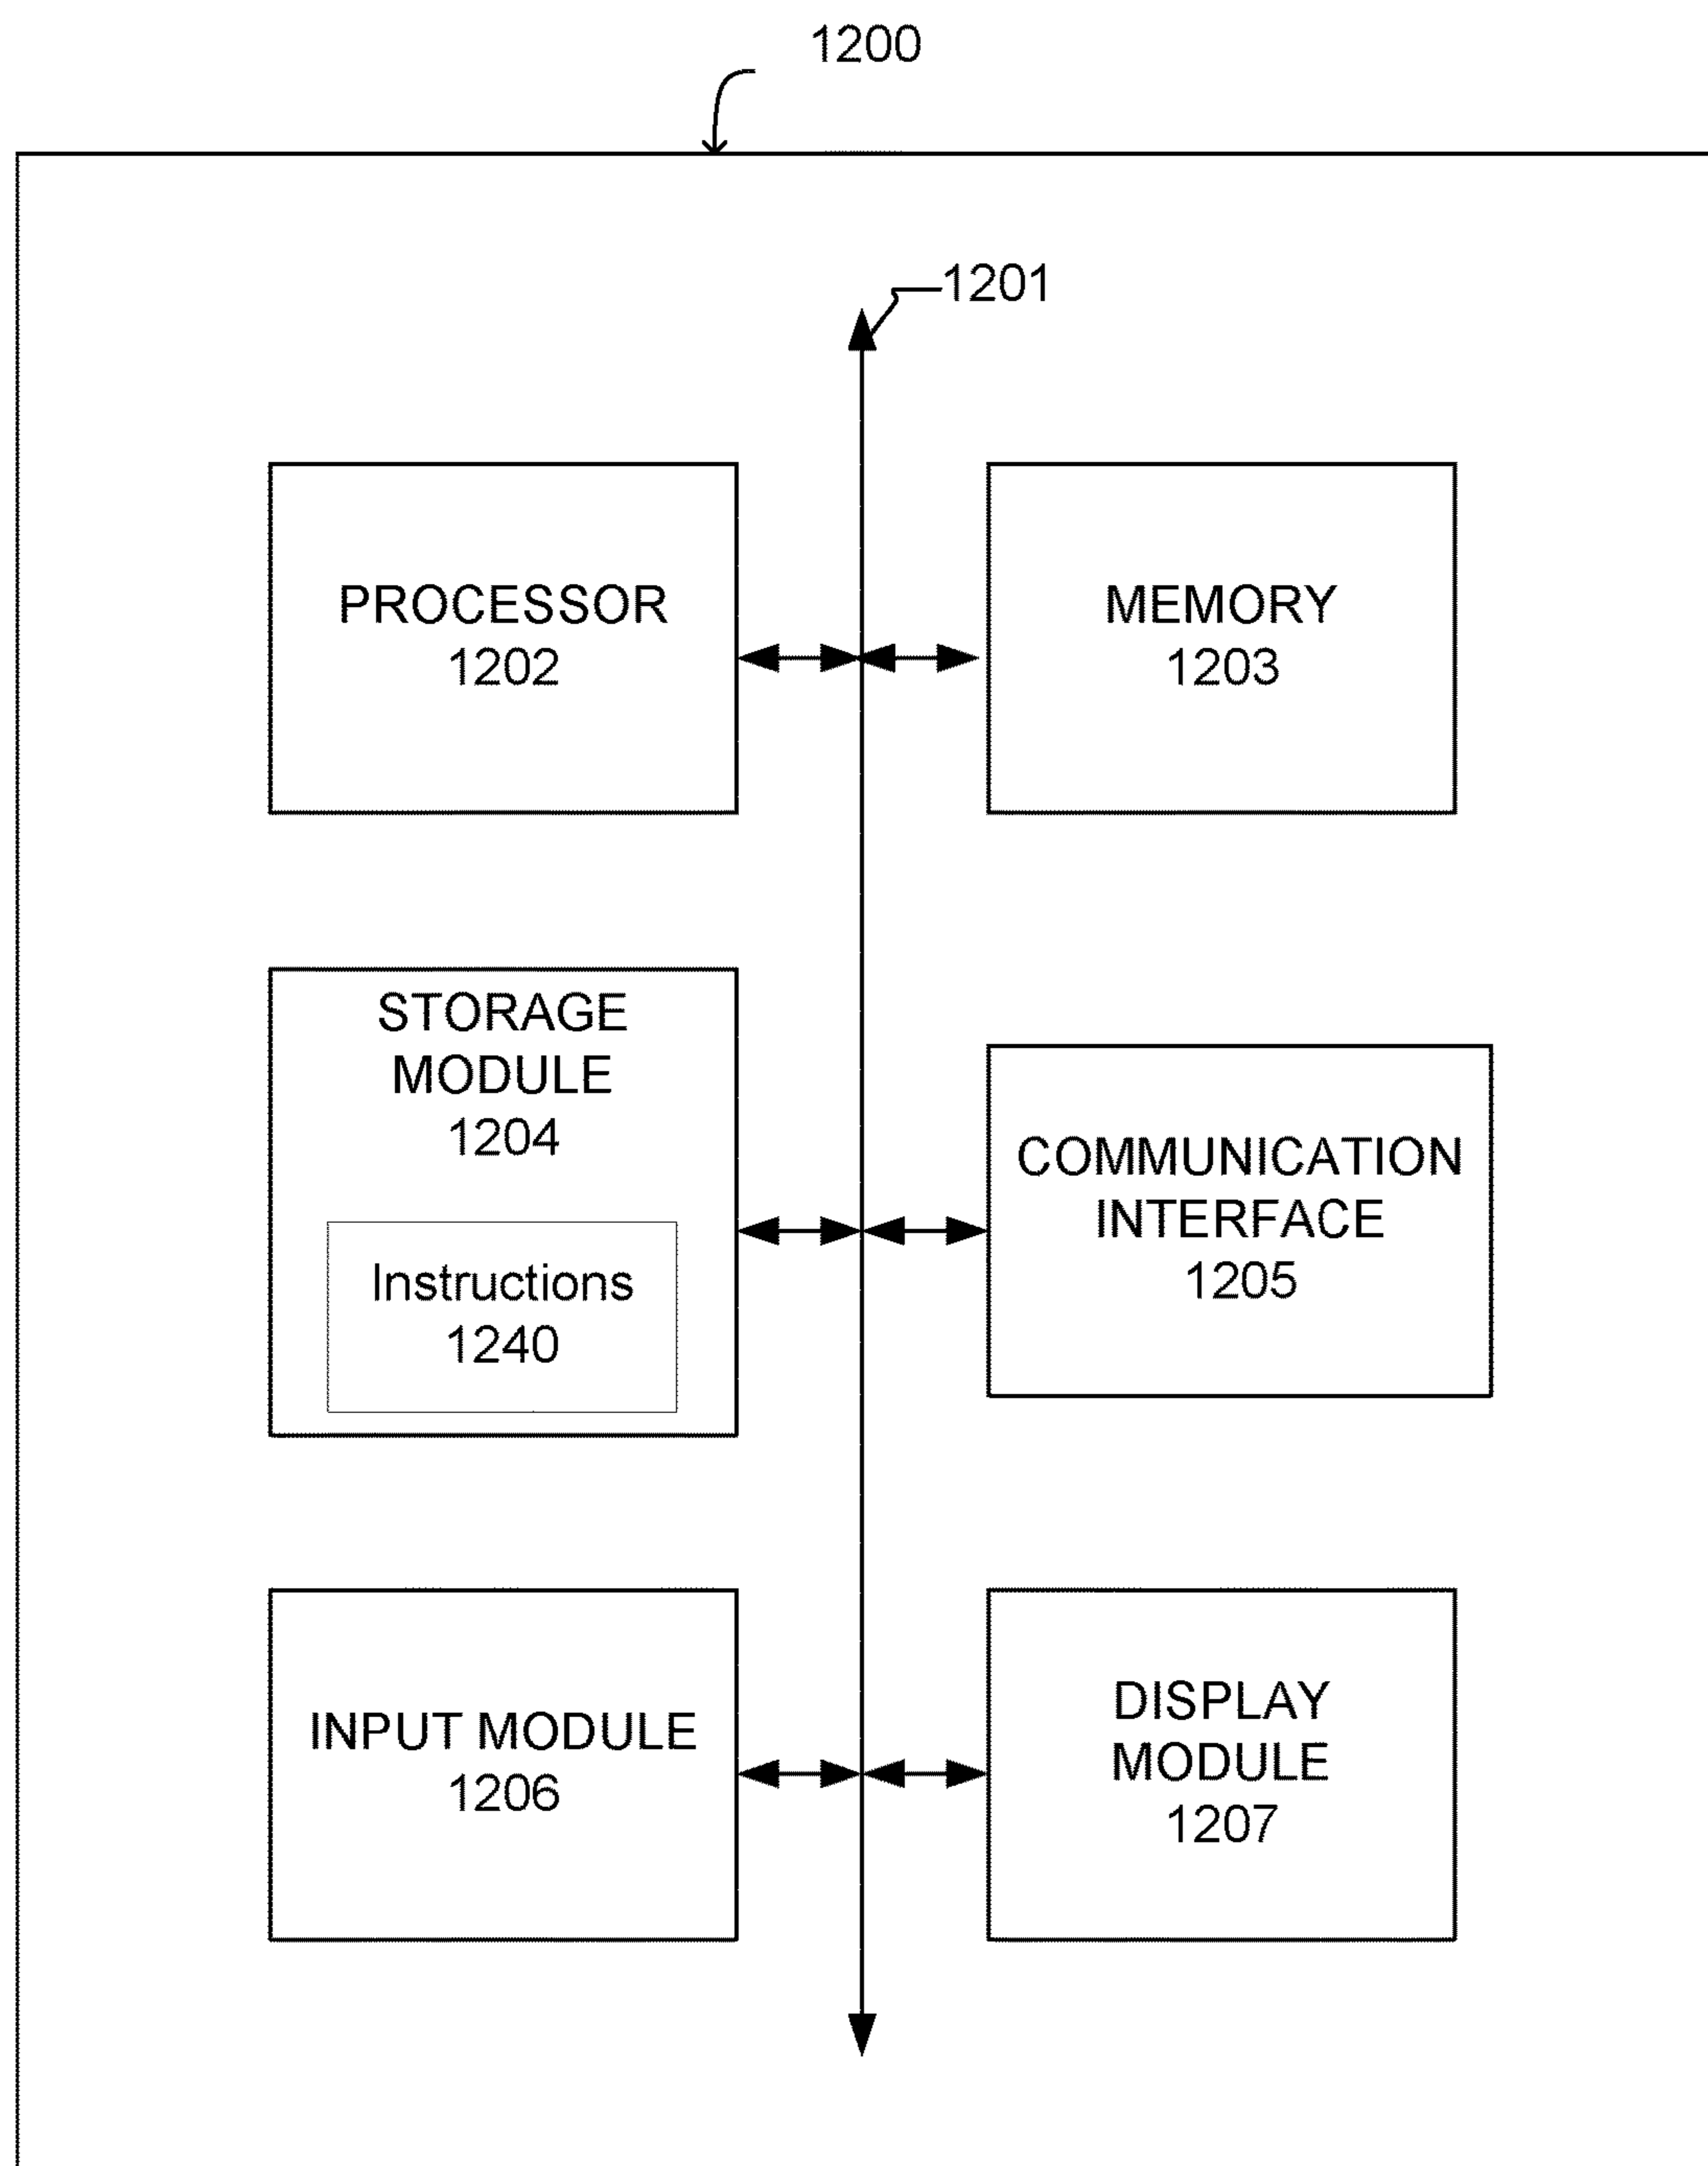 1200
1201
PROCESSOR
1202
MEMORY
1203
STORAGE
MODULE
1204
Instructions
1240
COMMUNICATION
INTERFACE
1205
INPUT MODULE
1206
DISPLAY
MODULE
1207